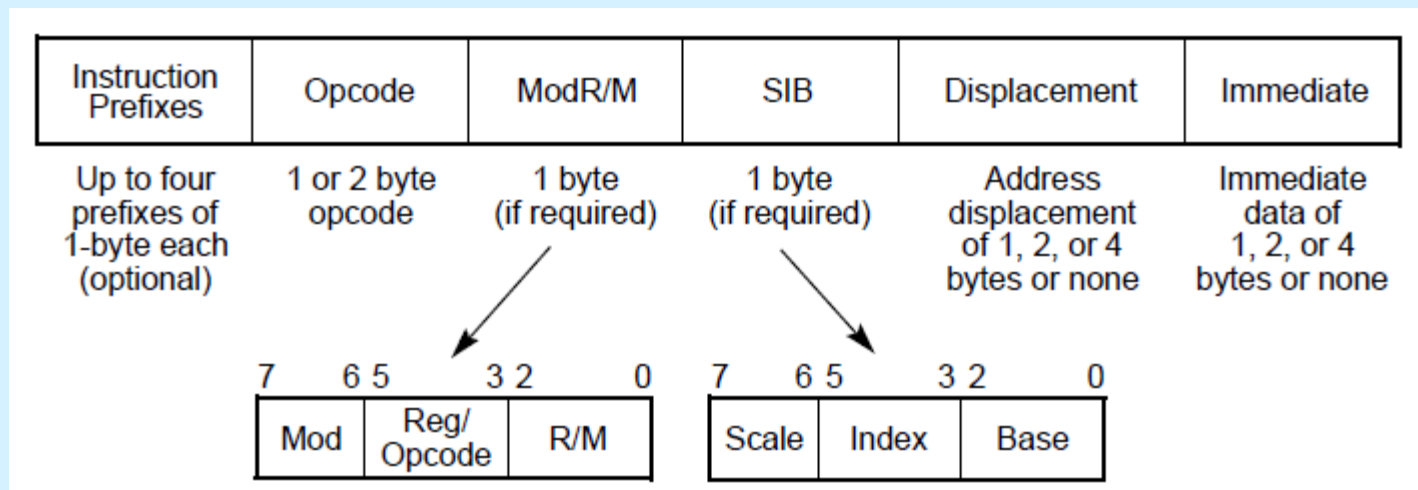 Instruction Prefixes
Opcode
ModR/M
SIB
Displacement
Immediate
Up to four
prefixes of
1-byte each
(optional)
1 or 2 byte
opcode
1 byte
(if required)
1 byte
(if required)
Address
displacement
of 1, 2, or 4
bytes or none
Immediate
data of
1, 2, or 4
bytes or none
7 6 5 3 2 0
Mod
Reg/
Opcode
R/M
7 6 5 3 2 0
Scale
Index
Base